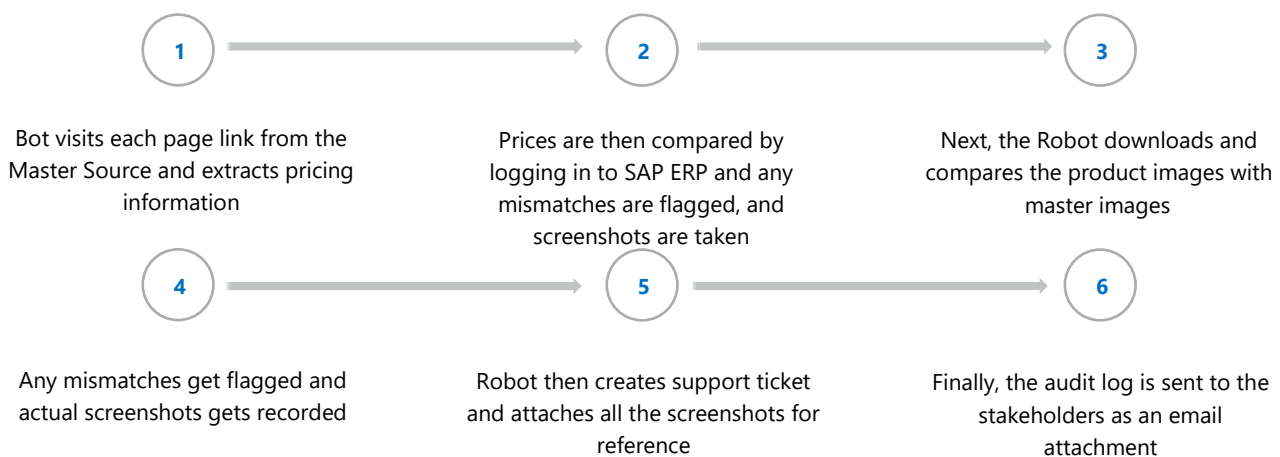 1
2
3
Bot visits each page link from the
Master Source and extracts pricing
information
Prices are then compared by
logging in to SAP ERP and any
mismatches are flagged, and
screenshots are taken
Next, the Robot downloads and
compares the product images with
master images
4
5
6
Any mismatches get flagged and
actual screenshots gets recorded
Robot then creates support ticket
and attaches all the screenshots for
reference
Finally, the audit log is sent to the
stakeholders as an email
attachment